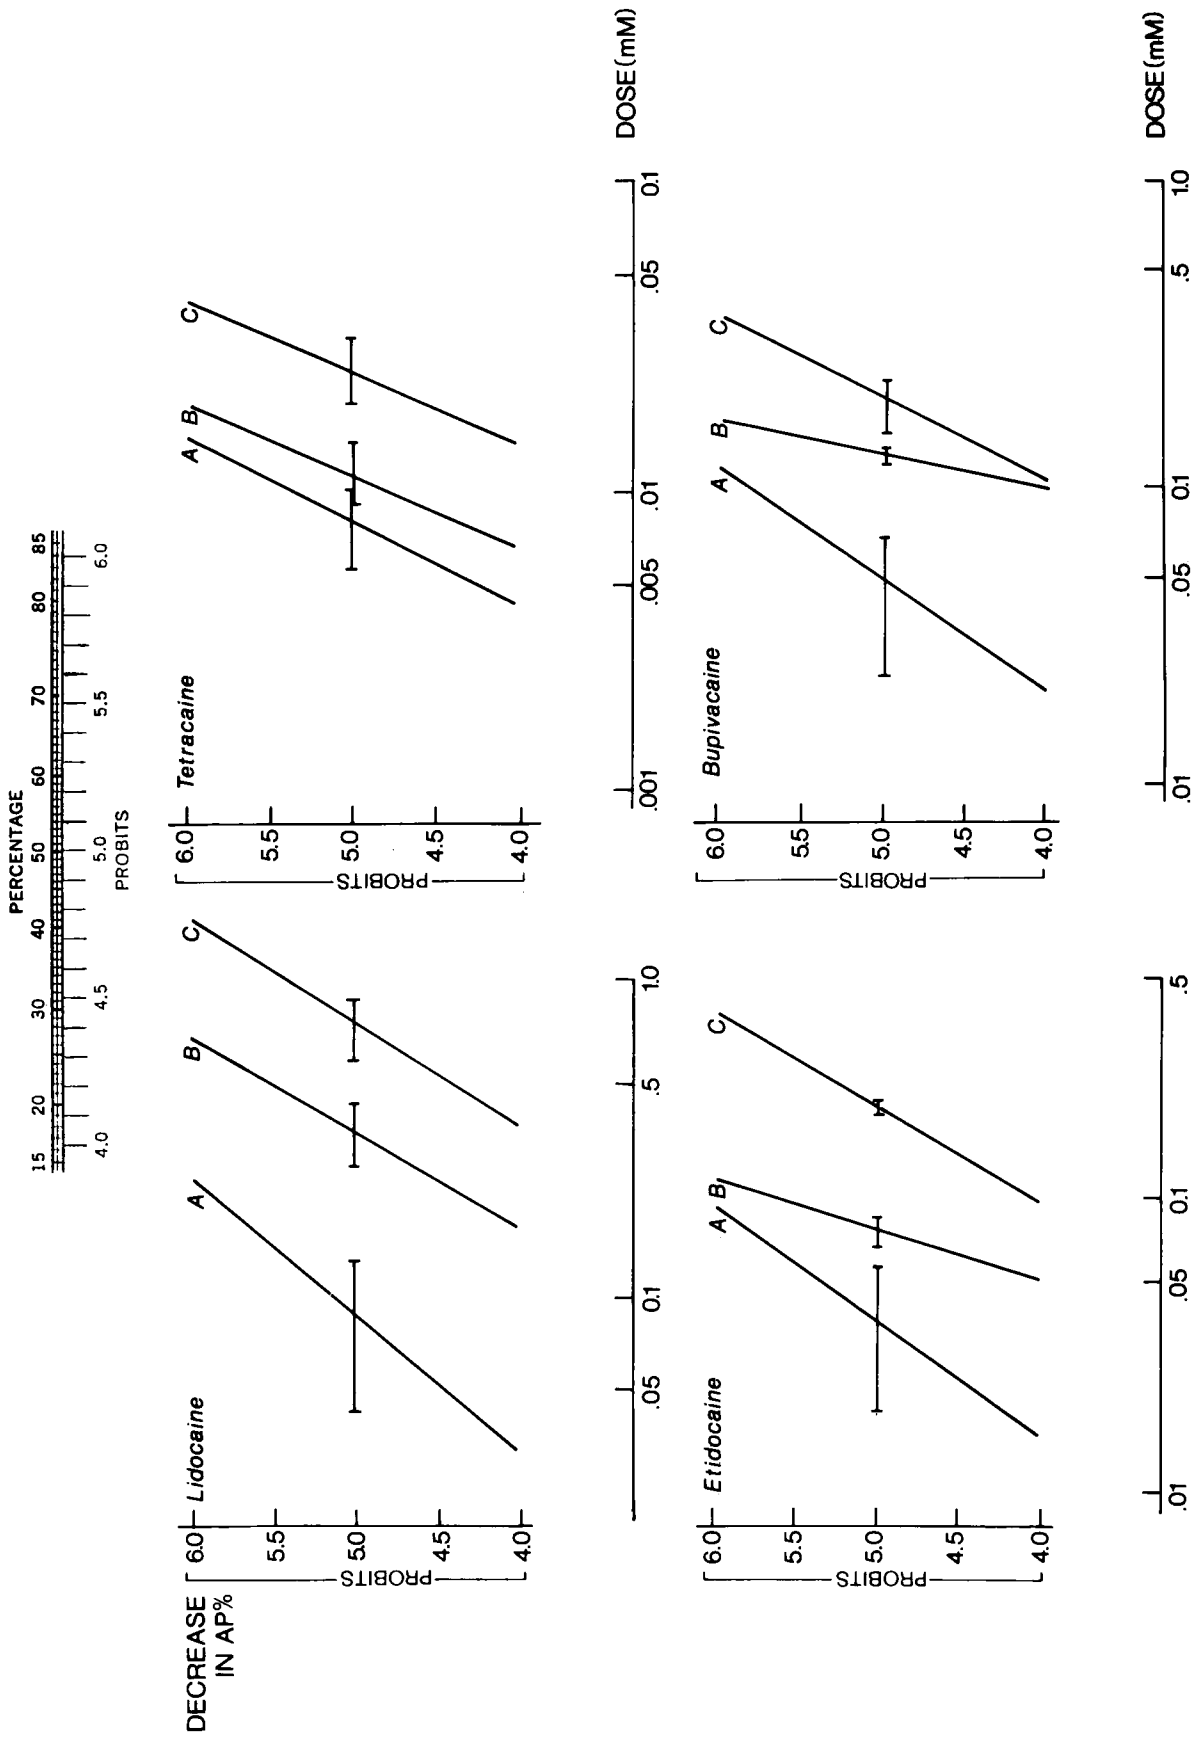 PERCENTAGE
15 20 30 40 50 60 70 80 85
4.0 4.5 5.0 5.5 6.0
PROBITS
DECREASE
IN AP%
Lidocaine
PROBITS
6.0
5.5
5.0
4.5
4.0
A
B
C
.05 0.1 .5 1.0
Tetracaine
PROBITS
6.0
5.5
5.0
4.5
4.0
A
B
C
.001 .005 .01 .05 0.1 DOSE(mM)
Etidocaine
PROBITS
6.0
5.5
5.0
4.5
4.0
A
B
C
.01 .05 0.1 .5
Bupivacaine
PROBITS
6.0
5.5
5.0
4.5
4.0
A
B
C
.01 .05 0.1 .5 1.0 DOSE(mM)